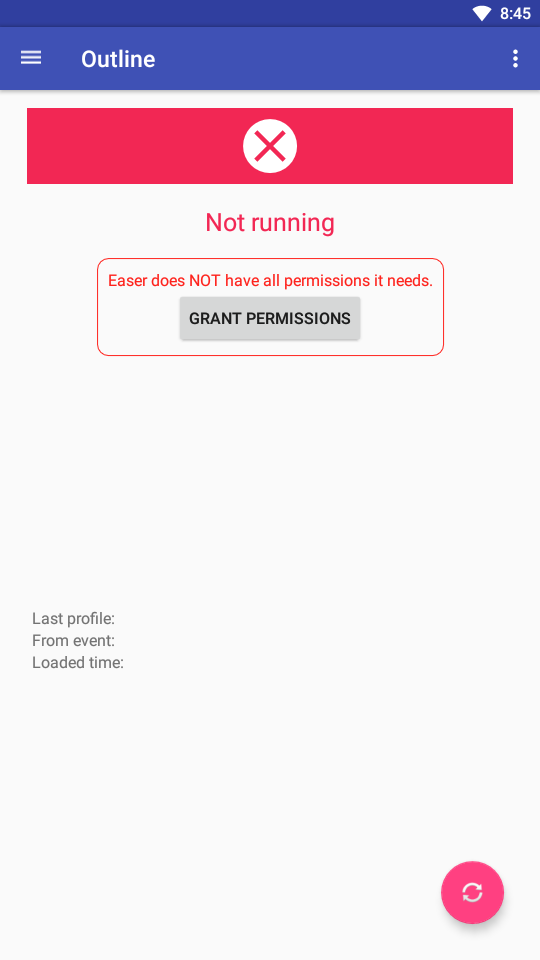 8:45
Outline
Not running
Easer does NOT have all permissions it needs.
GRANT PERMISSIONS
Last profile:
From event:
Loaded time: